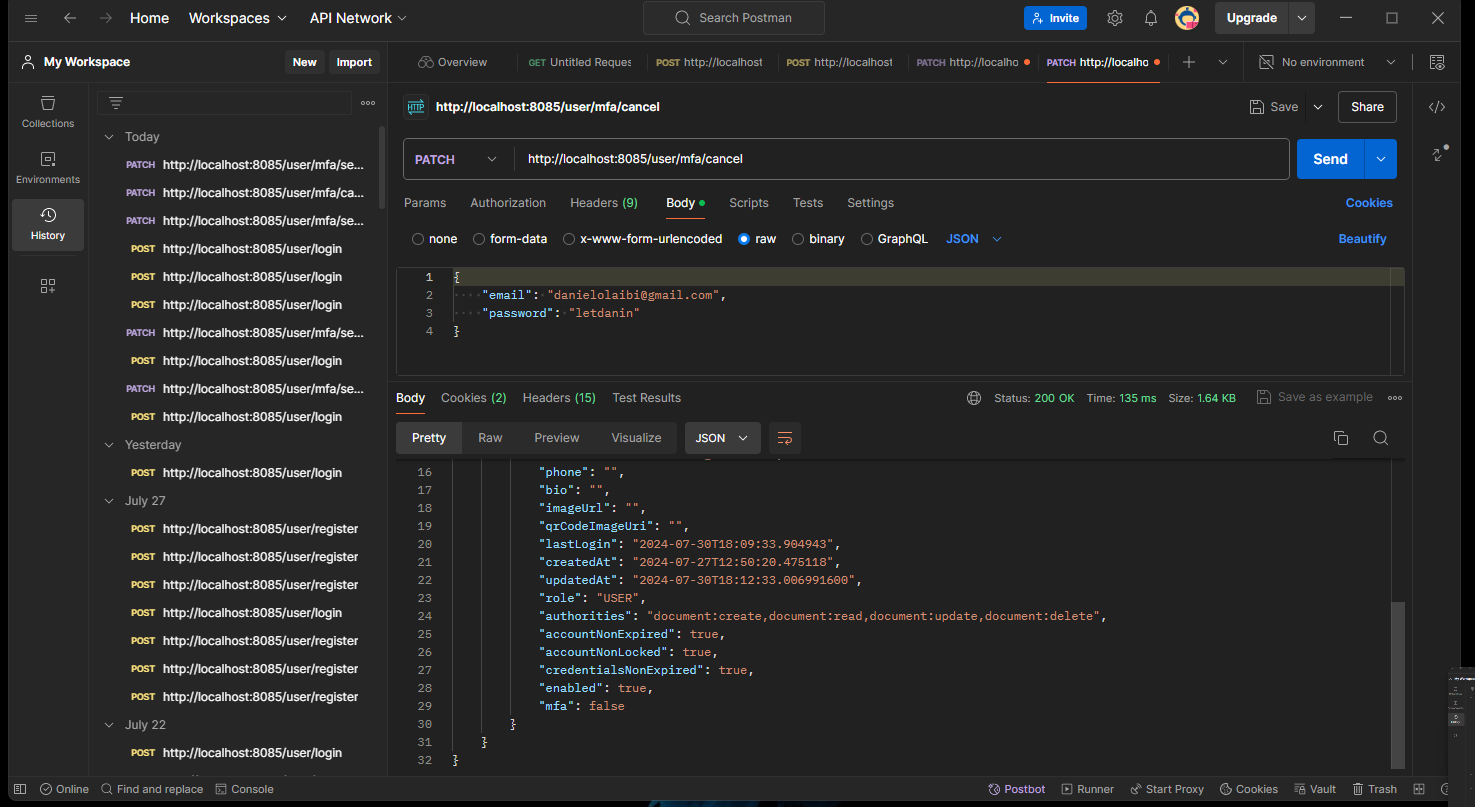 Home Workspaces API Network Search Postman Invite Upgrade
My Workspace New Import Overview GET Untitled Reques POST http://localhost POST http://localhost PATCH http://localho PATCH http://localho No environment
Collections
Environments
History
Today
PATCH http://localhost:8085/user/mfa/se...
PATCH http://localhost:8085/user/mfa/ca...
PATCH http://localhost:8085/user/mfa/se...
POST http://localhost:8085/user/login
POST http://localhost:8085/user/login
POST http://localhost:8085/user/login
PATCH http://localhost:8085/user/mfa/se...
POST http://localhost:8085/user/login
PATCH http://localhost:8085/user/mfa/se...
POST http://localhost:8085/user/login
Yesterday
POST http://localhost:8085/user/login
July 27
POST http://localhost:8085/user/register
POST http://localhost:8085/user/register
POST http://localhost:8085/user/register
POST http://localhost:8085/user/login
POST http://localhost:8085/user/register
POST http://localhost:8085/user/register
POST http://localhost:8085/user/register
July 22
POST http://localhost:8085/user/login
HTTP http://localhost:8085/user/mfa/cancel Save Share
PATCH http://localhost:8085/user/mfa/cancel Send
Params Authorization Headers (9) Body Scripts Tests Settings Cookies
none form-data x-www-form-urlencoded raw binary GraphQL JSON Beautify
1 {
2 "email": "danielolaibi@gmail.com",
3 "password": "letdanin"
4 }
Body Cookies (2) Headers (15) Test Results Status: 200 OK Time: 135 ms Size: 1.64 KB Save as example
Pretty Raw Preview Visualize JSON
16 "phone": "",
17 "bio": "",
18 "imageUrl": "",
19 "qrCodeImageUri": "",
20 "lastLogin": "2024-07-30T18:09:33.904943",
21 "createdAt": "2024-07-27T12:50:20.475118",
22 "updatedAt": "2024-07-30T18:12:33.006991600",
23 "role": "USER",
24 "authorities": "document:create,document:read,document:update,document:delete",
25 "accountNonExpired": true,
26 "accountNonLocked": true,
27 "credentialsNonExpired": true,
28 "enabled": true,
29 "mfa": false
30 }
31 }
32 }
Online Find and replace Console Postbot Runner Start Proxy Cookies Vault Trash